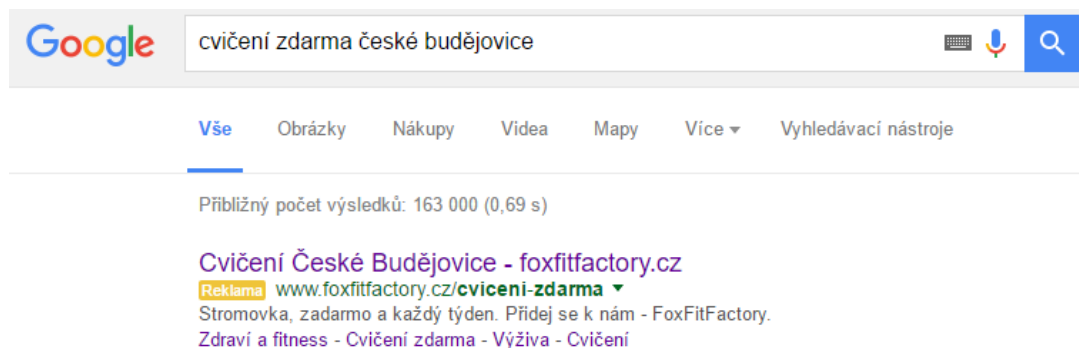 Google cvičení zdarma české budějovice
Vše Obrázky Nákupy Videa Mapy Více Vyhledávací nástroje
Přibližný počet výsledků: 163 000 (0,69 s)
Cvičení České Budějovice - foxfitfactory.cz
Reklama www.foxfitfactory.cz/cviceni-zdarma
Stromovka, zadarmo a každý týden. Přidej se k nám - FoxFitFactory.
Zdraví a fitness - Cvičení zdarma - Výživa - Cvičení